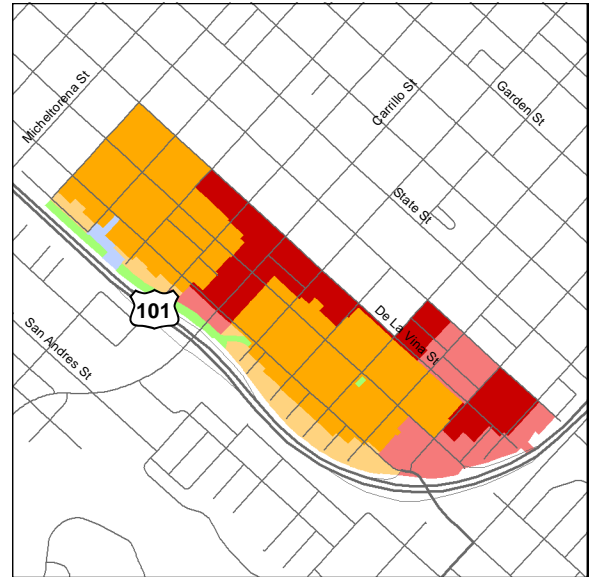 Micheltorena St
Carrillo St
Garden St
State St
101
De La Vina St
San Andres St